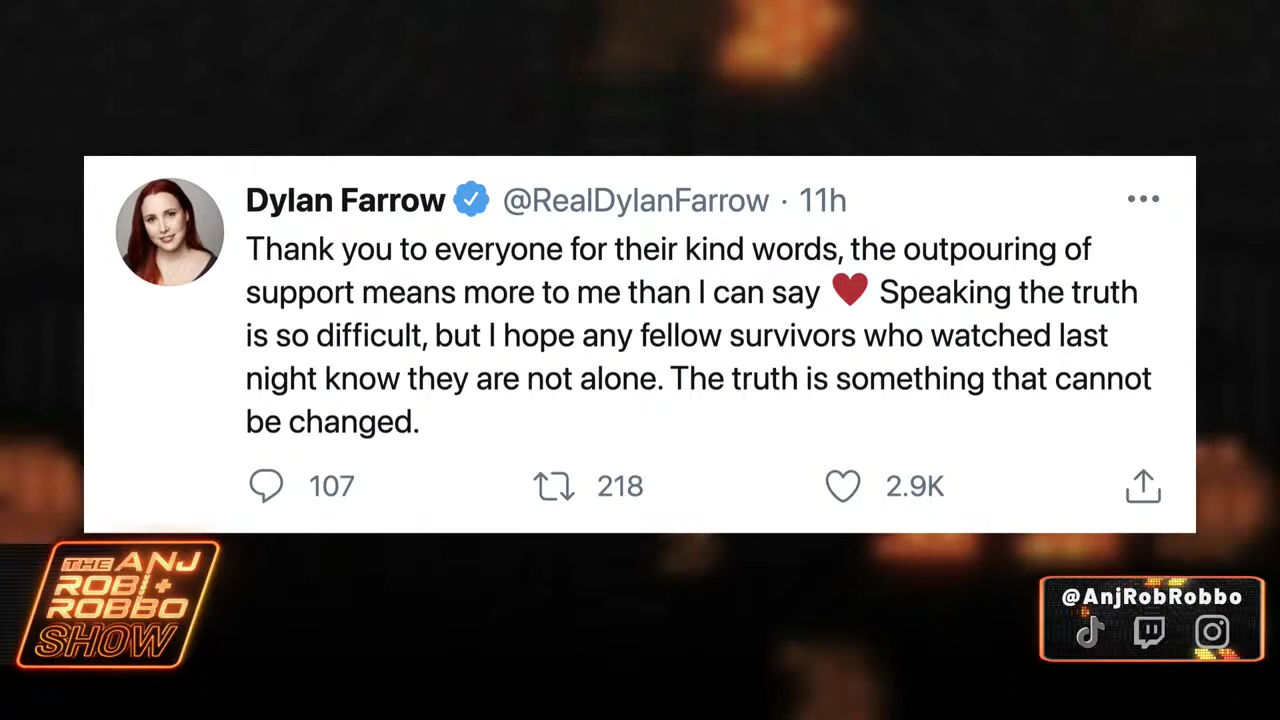 Dylan Farrow @RealDylanFarrow · 11h
Thank you to everyone for their kind words, the outpouring of
support means more to me than I can say ❤️ Speaking the truth
is so difficult, but I hope any fellow survivors who watched last
night know they are not alone. The truth is something that cannot
be changed.
107 218 2.9K
THE ANJ
ROB +
ROBBO
SHOW
@AnjRobRobbo